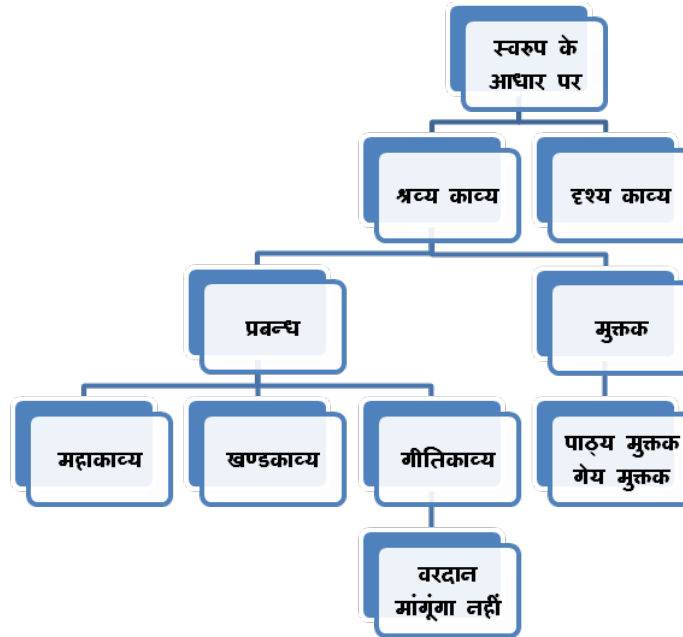 स्वरुप के
आधार पर
श्रव्य काव्य
दृश्य काव्य
प्रबन्ध
मुक्तक
महाकाव्य
खण्डकाव्य
गीतिकाव्य
पाठ्य मुक्तक
गेय मुक्तक
वरदान
मांगूंगा नहीं